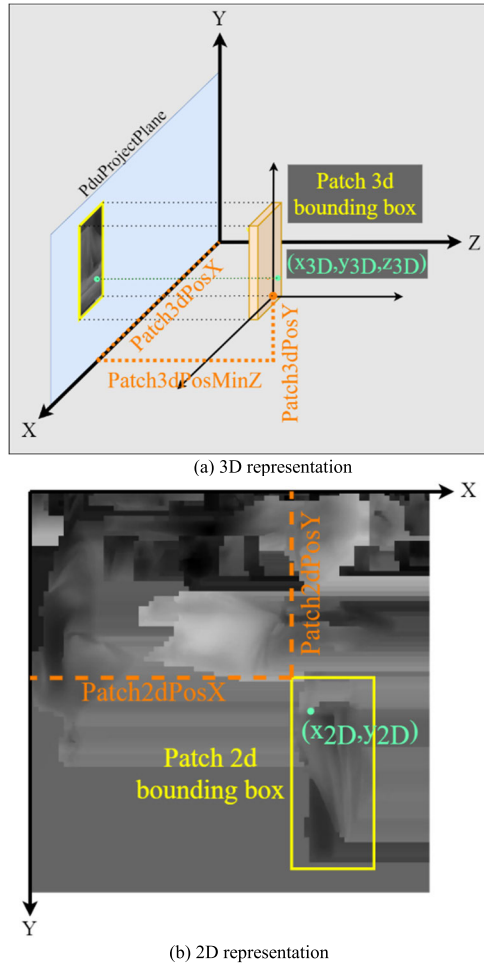 Y
PduProjectPlane
Patch 3d
bounding box
Z
(x3D,y3D,z3D)
Patch3dPosX
Patch3dPosY
Patch3dPosMinZ
X
(a) 3D representation
X
Patch2dPosY
Patch2dPosX
(x2D,y2D)
Patch 2d
bounding box
Y
(b) 2D representation